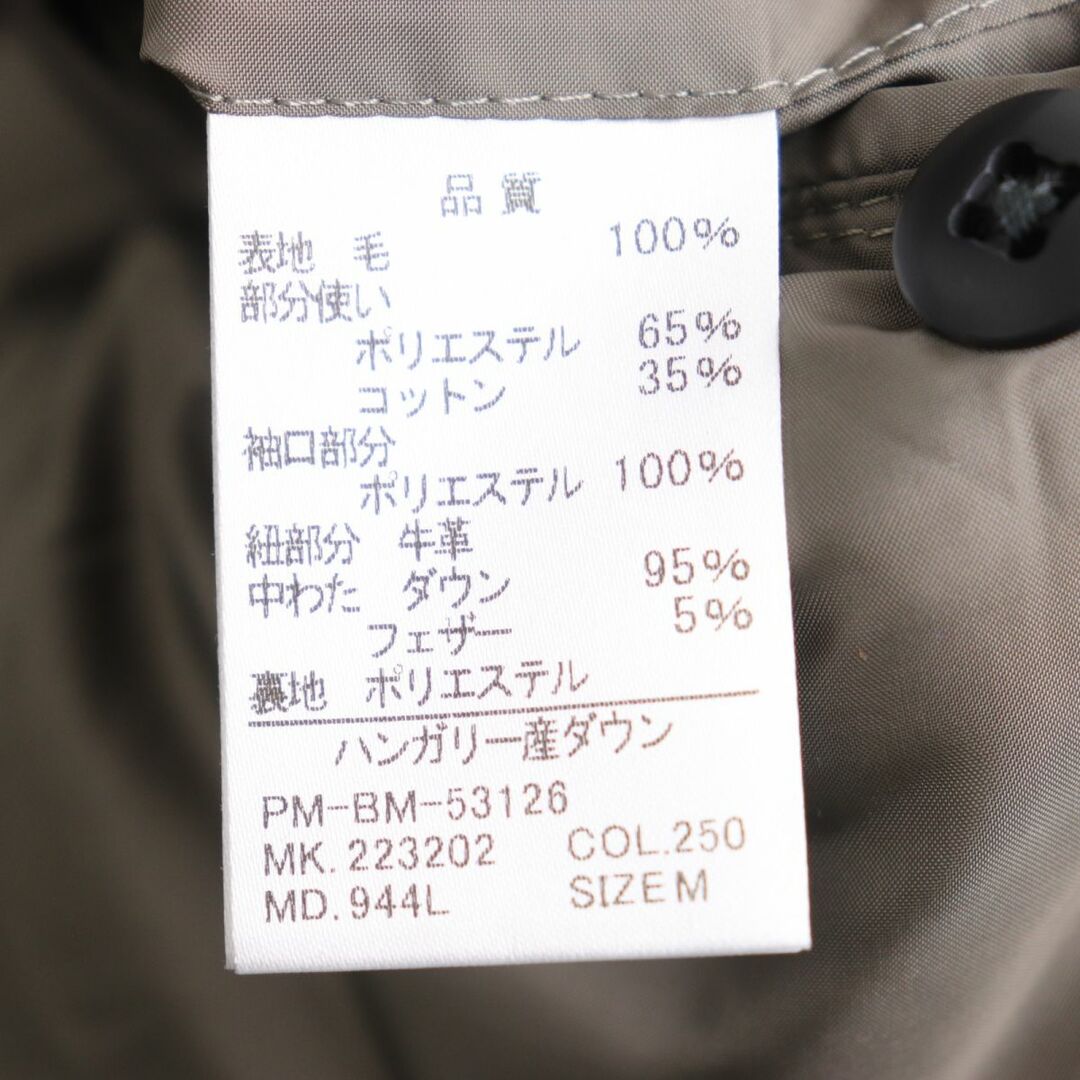 品質
表地 毛 100%
部分使い
ポリエステル 65%
コットン 35%
袖口部分
ポリエステル 100%
紐部分 牛革
中わた ダウン 95%
フェザー 5%
裏地 ポリエステル
ハンガリー産ダウン
PM-BM-53126
MK.223202 COL.250
MD.944L SIZE M